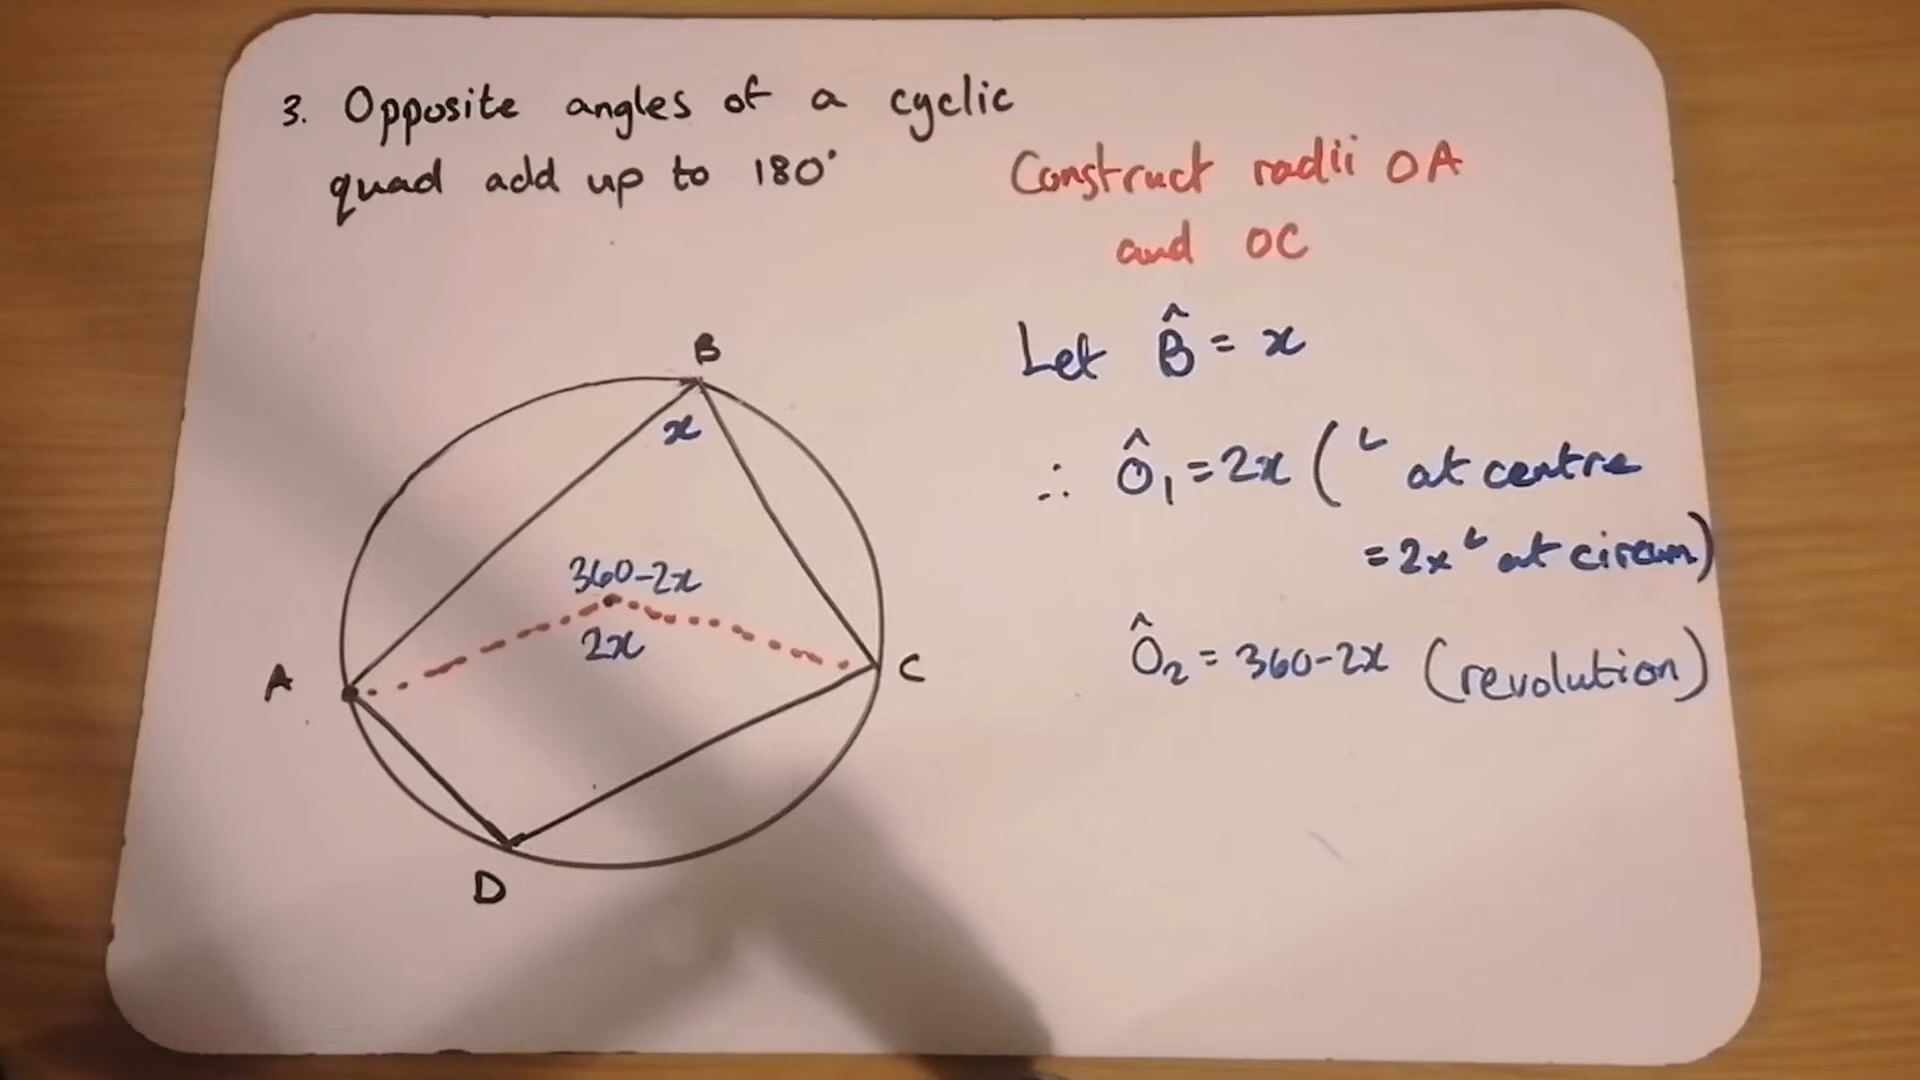 3. Opposite angles of a cyclic
quad add up to 180°
Construct radii OA
and OC
Let B̂ = x
∴ Ô₁ = 2x (∠ at centre
= 2x ∠ at circum)
Ô₂ = 360-2x (revolution)
B
x
360-2x
2x
A
C
D